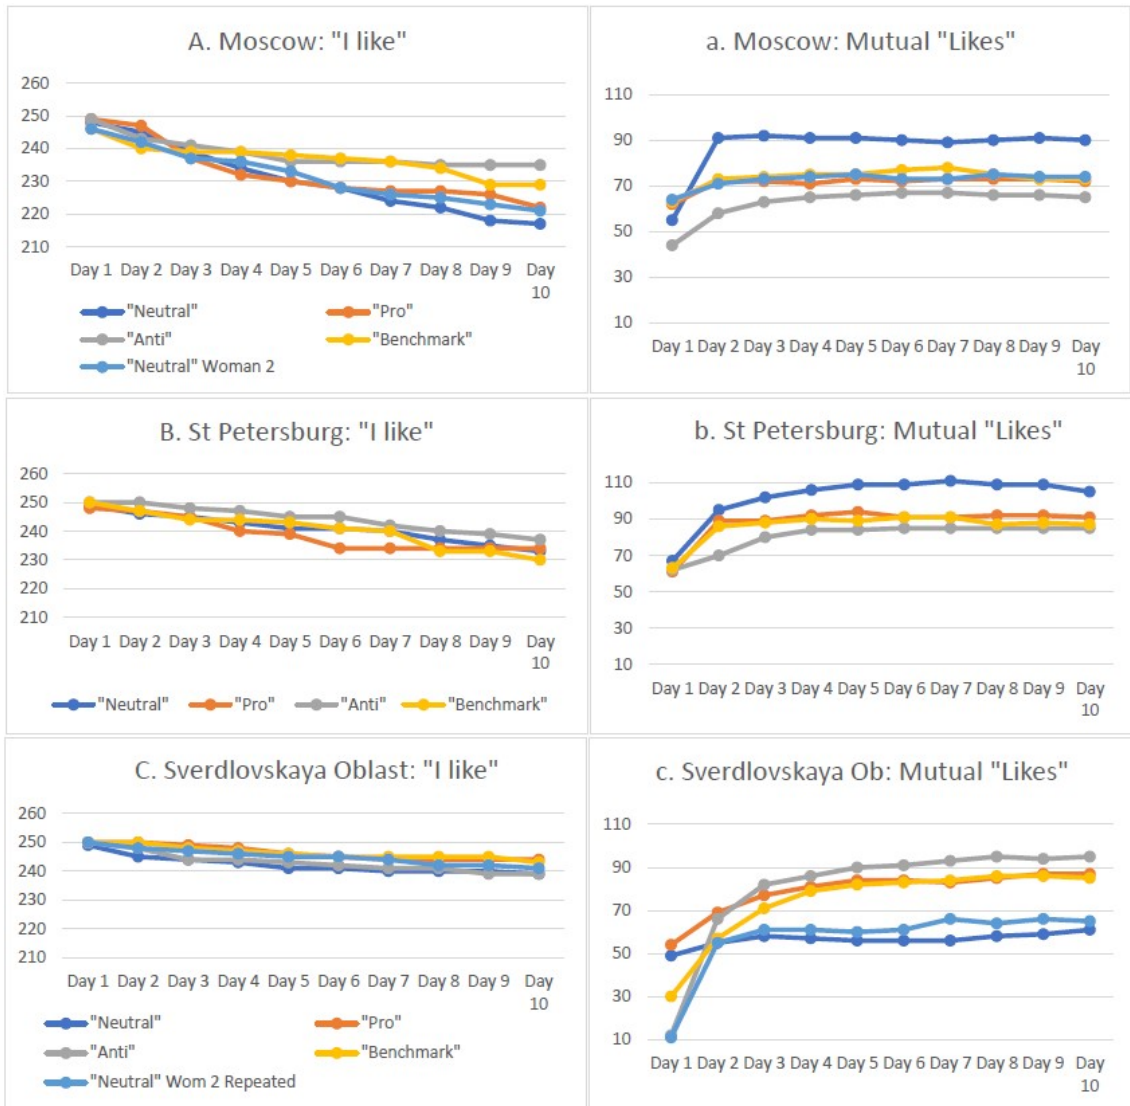 A. Moscow: "I like"
260
250
240
230
220
210
Day 1 Day 2 Day 3 Day 4 Day 5 Day 6 Day 7 Day 8 Day 9 Day
10
"Neutral" "Pro"
"Anti" "Benchmark"
"Neutral" Woman 2
a. Moscow: Mutual "Likes"
110
90
70
50
30
10
Day 1 Day 2 Day 3 Day 4 Day 5 Day 6 Day 7 Day 8 Day 9 Day
10
B. St Petersburg: "I like"
260
250
240
230
220
210
Day 1 Day 2 Day 3 Day 4 Day 5 Day 6 Day 7 Day 8 Day 9 Day
10
"Neutral" "Pro" "Anti" "Benchmark"
b. St Petersburg: Mutual "Likes"
110
90
70
50
30
10
Day 1 Day 2 Day 3 Day 4 Day 5 Day 6 Day 7 Day 8 Day 9 Day
10
C. Sverdlovskaya Oblast: "I like"
260
250
240
230
220
210
Day 1 Day 2 Day 3 Day 4 Day 5 Day 6 Day 7 Day 8 Day 9 Day
10
"Neutral" "Pro"
"Anti" "Benchmark"
"Neutral" Wom 2 Repeated
c. Sverdlovskaya Ob: Mutual "Likes"
110
90
70
50
30
10
Day 1 Day 2 Day 3 Day 4 Day 5 Day 6 Day 7 Day 8 Day 9 Day
10